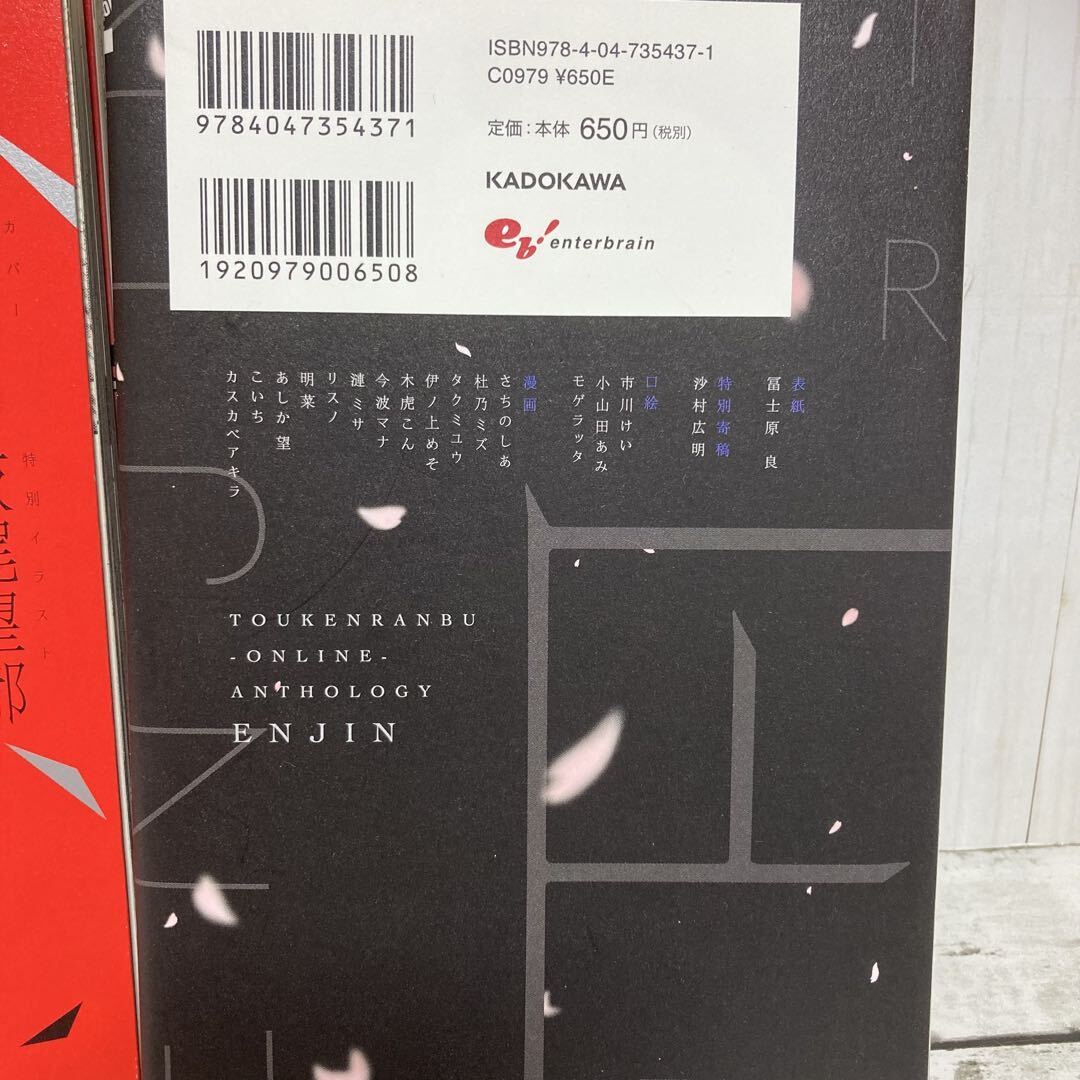 ISBN978-4-04-735437-1
C0979 ¥650E
9784047354371
定価：本体 650円（税別）
KADOKAWA
eb! enterbrain
1920979006508
表紙
冨士原 良
特別寄稿
沙村広明
口絵
市川けい
小山田あみ
モゲラッタ
漫画
さちのしあ
杜乃ミズ
タクミユウ
伊ノ上めそ
木虎こん
今波マナ
漣ミサ
リスノ
明菜
あしか望
こいち
カスカベアキラ
TOUKENRANBU
-ONLINE-
ANTHOLOGY
ENJIN
R
カバー
特別イラスト